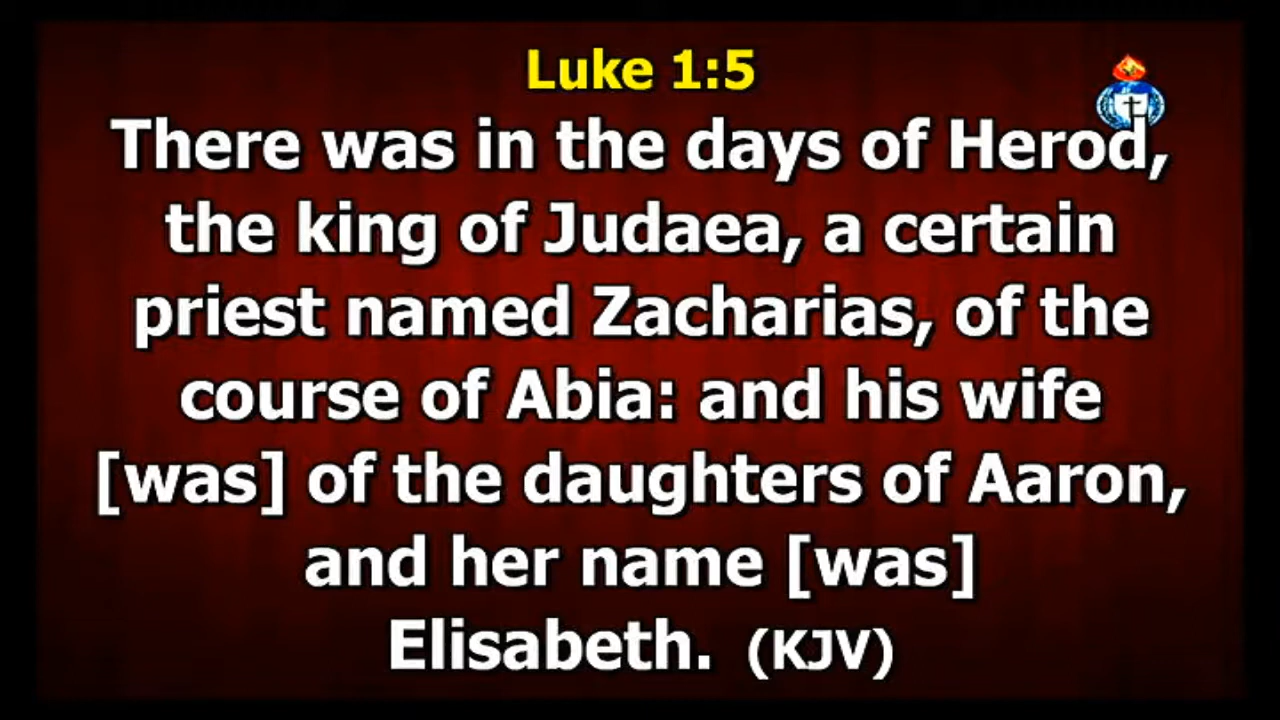 Luke 1:5
There was in the days of Herod,
the king of Judaea, a certain
priest named Zacharias, of the
course of Abia: and his wife
[was] of the daughters of Aaron,
and her name [was]
Elisabeth. (KJV)